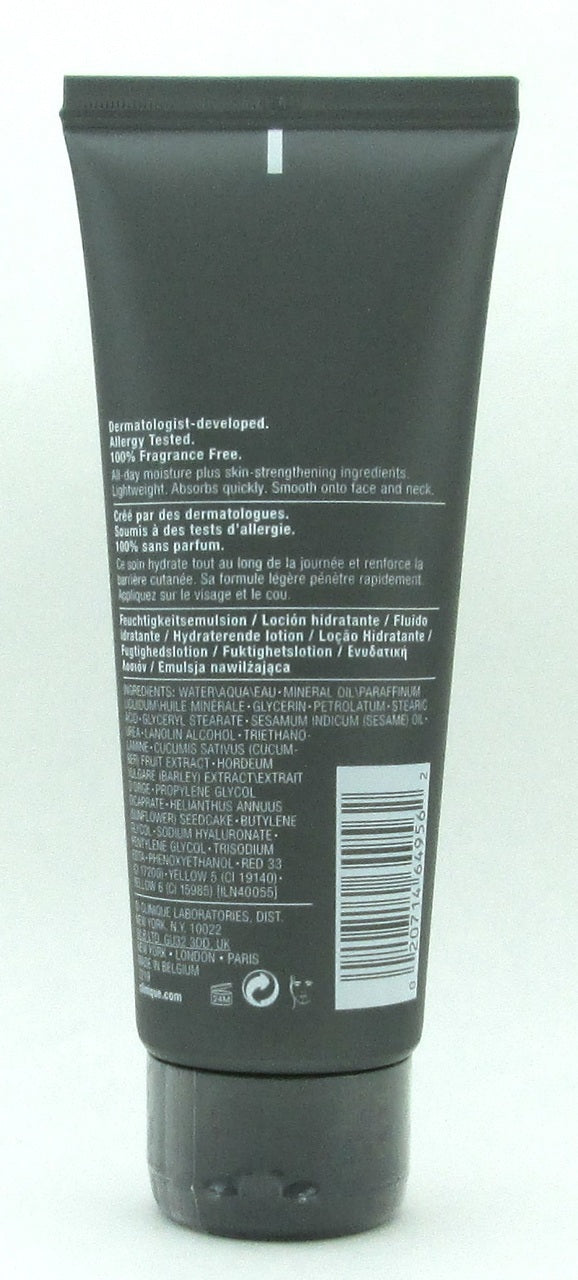 Dermatologist-developed.
Allergy Tested.
100% Fragrance Free.
All-day moisture plus skin-strengthening ingredients.
Lightweight. Absorbs quickly. Smooth onto face and neck.
Créé par des dermatologues.
Soumis à des tests d'allergie.
100% sans parfum.
Ce soin hydrate tout au long de la journée et renforce la
barrière cutanée. Sa formule légère pénètre rapidement.
Appliquez sur le visage et le cou.
Feuchtigkeitsemulsion / Loción hidratante / Fluido
idratante / Hydraterende lotion / Loção Hidratante /
Fugtighedslotion / Fuktighetslotion / Ενυδατική
Λοσιόν / Emulsja nawilżająca
INGREDIENTS: WATER\AQUA\EAU • MINERAL OIL\PARAFFINUM
LIQUIDUM\HUILE MINERALE • GLYCERIN • PETROLATUM • STEARIC
ACID • GLYCERYL STEARATE • SESAMUM INDICUM (SESAME) OIL •
UREA • LANOLIN ALCOHOL • TRIETHANO-
LAMINE • CUCUMIS SATIVUS (CUCUM-
BER) FRUIT EXTRACT • HORDEUM
VULGARE (BARLEY) EXTRACT\EXTRAIT
D'ORGE • PROPYLENE GLYCOL
DICAPRATE • HELIANTHUS ANNUUS
(SUNFLOWER) SEEDCAKE • BUTYLENE
GLYCOL • SODIUM HYALURONATE •
PENTYLENE GLYCOL • TRISODIUM
EDTA • PHENOXYETHANOL • RED 33
(CI 17200) • YELLOW 5 (CI 19140) •
YELLOW 6 (CI 15985) [ILN40055]
© CLINIQUE LABORATORIES, DIST.
NEW YORK, N.Y. 10022
GU32 3DD, UK
NEW YORK • LONDON • PARIS
MADE IN BELGIUM
clinique.com
24M
0 20714 64956 2